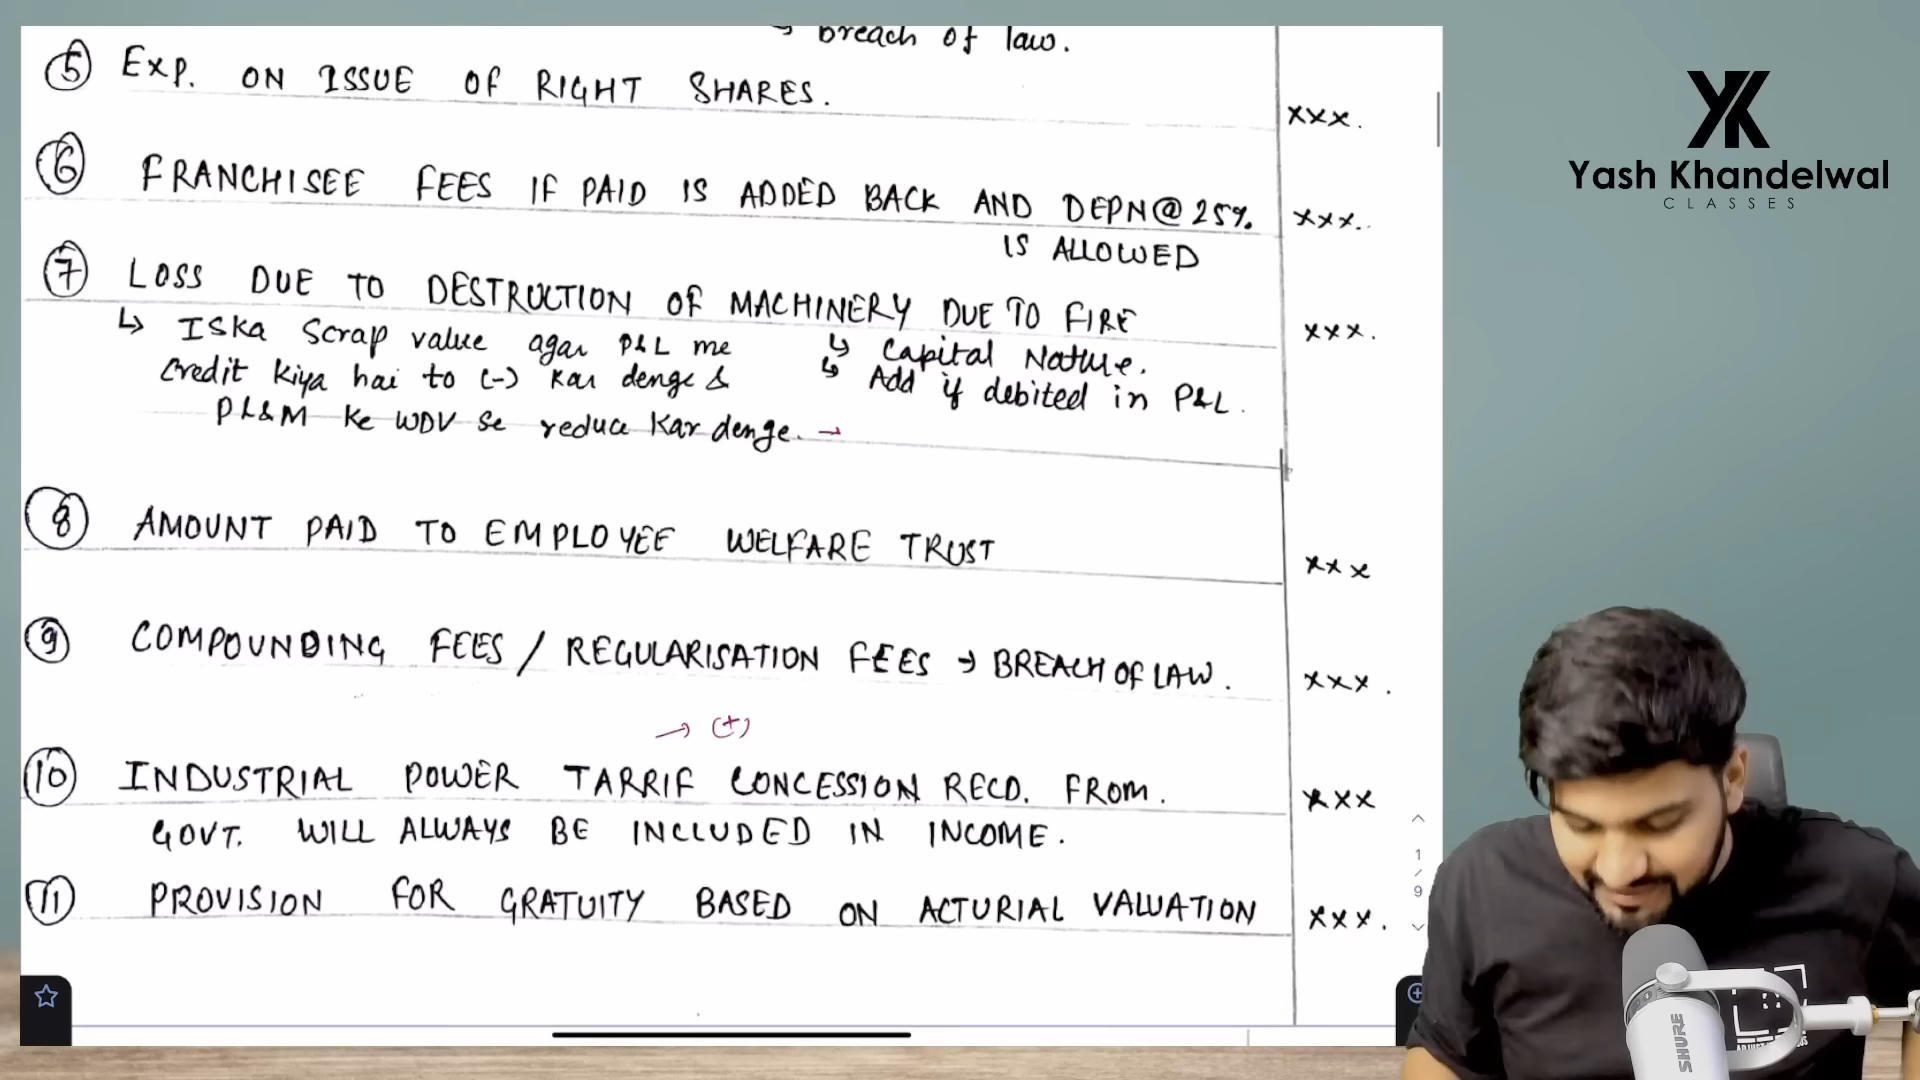 breach of law.
5 Exp. ON ISSUE OF RIGHT SHARES. xxx.
6 FRANCHISEE FEES IF PAID IS ADDED BACK AND DEPN@25% xxx..
IS ALLOWED
7 LOSS DUE TO DESTRUCTION OF MACHINERY DUE TO FIRE xxx.
↳ ISka Scrap value agar P&L me
Credit Kiya hai to (-) Kar denge &
PL&M Ke WDV Se reduce Kar denge. →
↳ Capital Nature.
↳ Add if debited in P&L.
8 AMOUNT PAID TO EMPLOYEE WELFARE TRUST xxx
9 COMPOUNDING FEES / REGULARISATION FEES → BREACH OF LAW. xxx.
→ (+)
10 INDUSTRIAL POWER TARRIF CONCESSION RECD. FROM. xxx
GOVT. WILL ALWAYS BE INCLUDED IN INCOME.
11 PROVISION FOR GRATUITY BASED ON ACTURIAL VALUATION xxx.
1
/
9
YK
Yash Khandelwal
CLASSES
SHURE